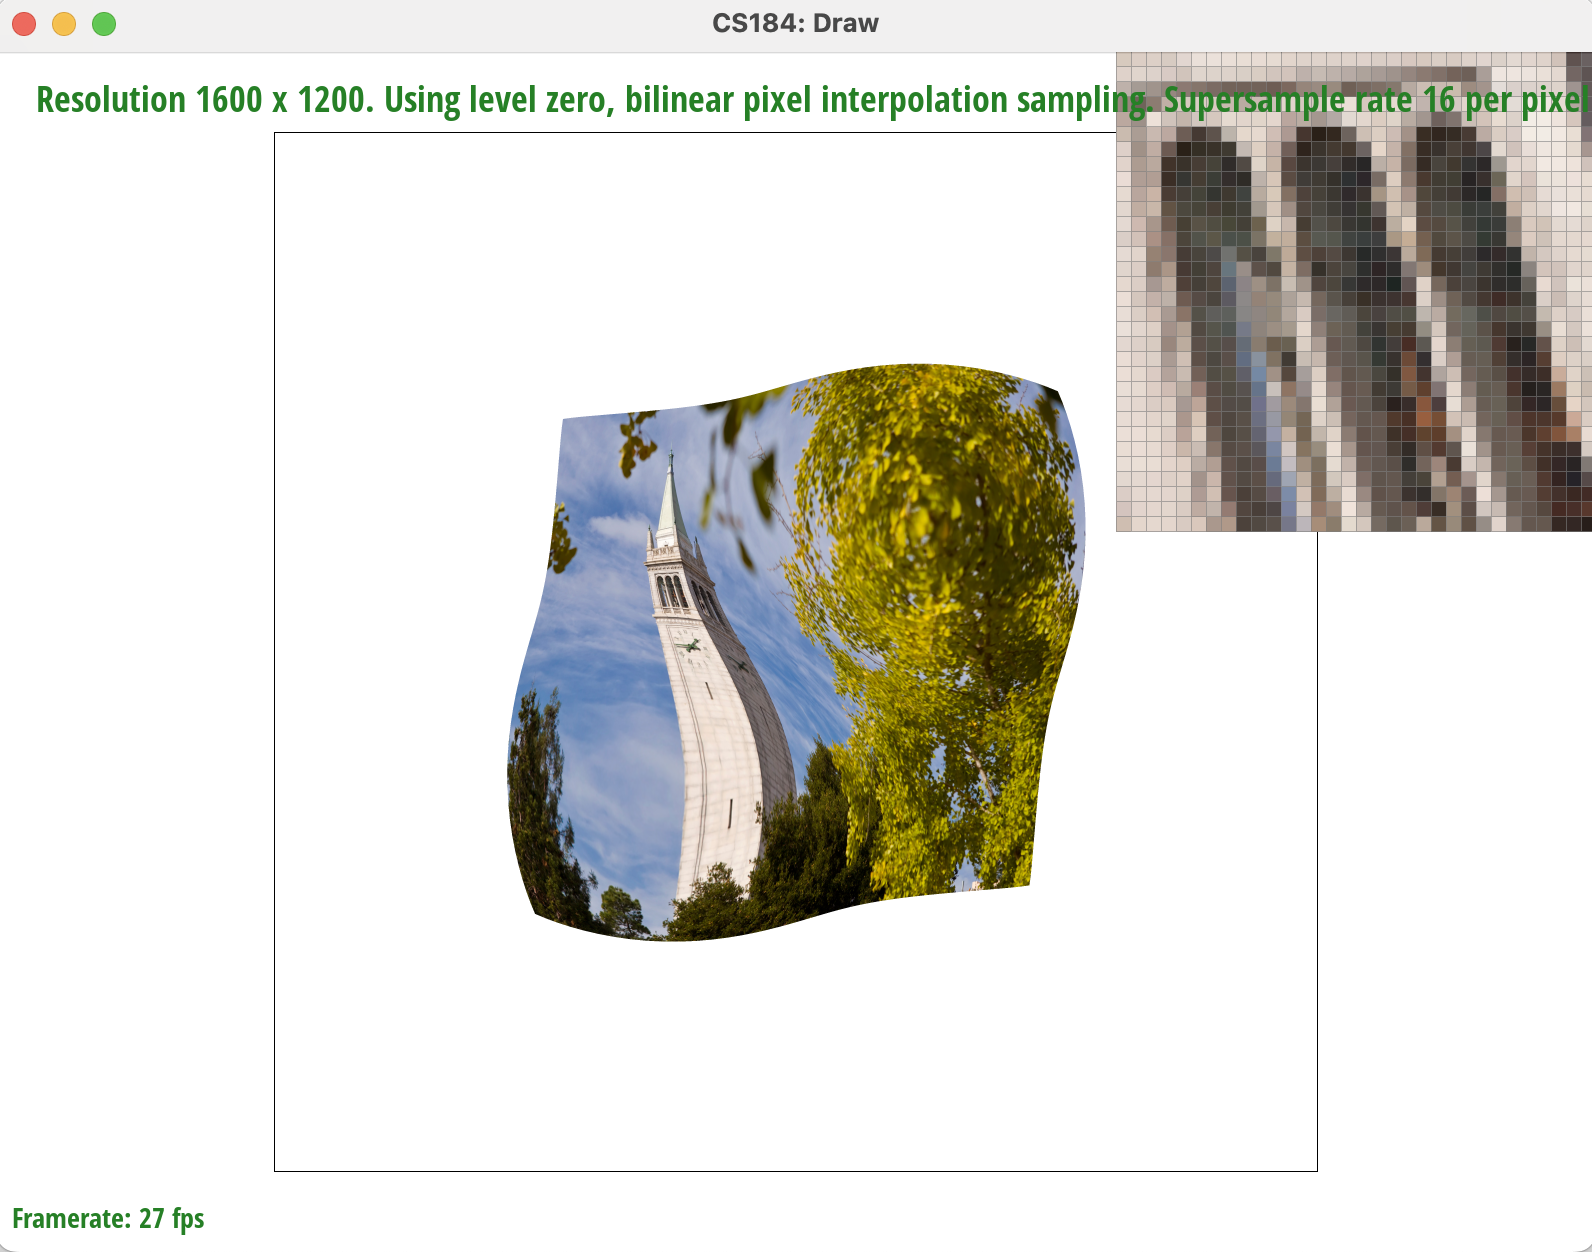 CS184: Draw
Resolution 1600 x 1200. Using level zero, bilinear pixel interpolation sampling. Supersample rate 16 per pixel
Framerate: 27 fps